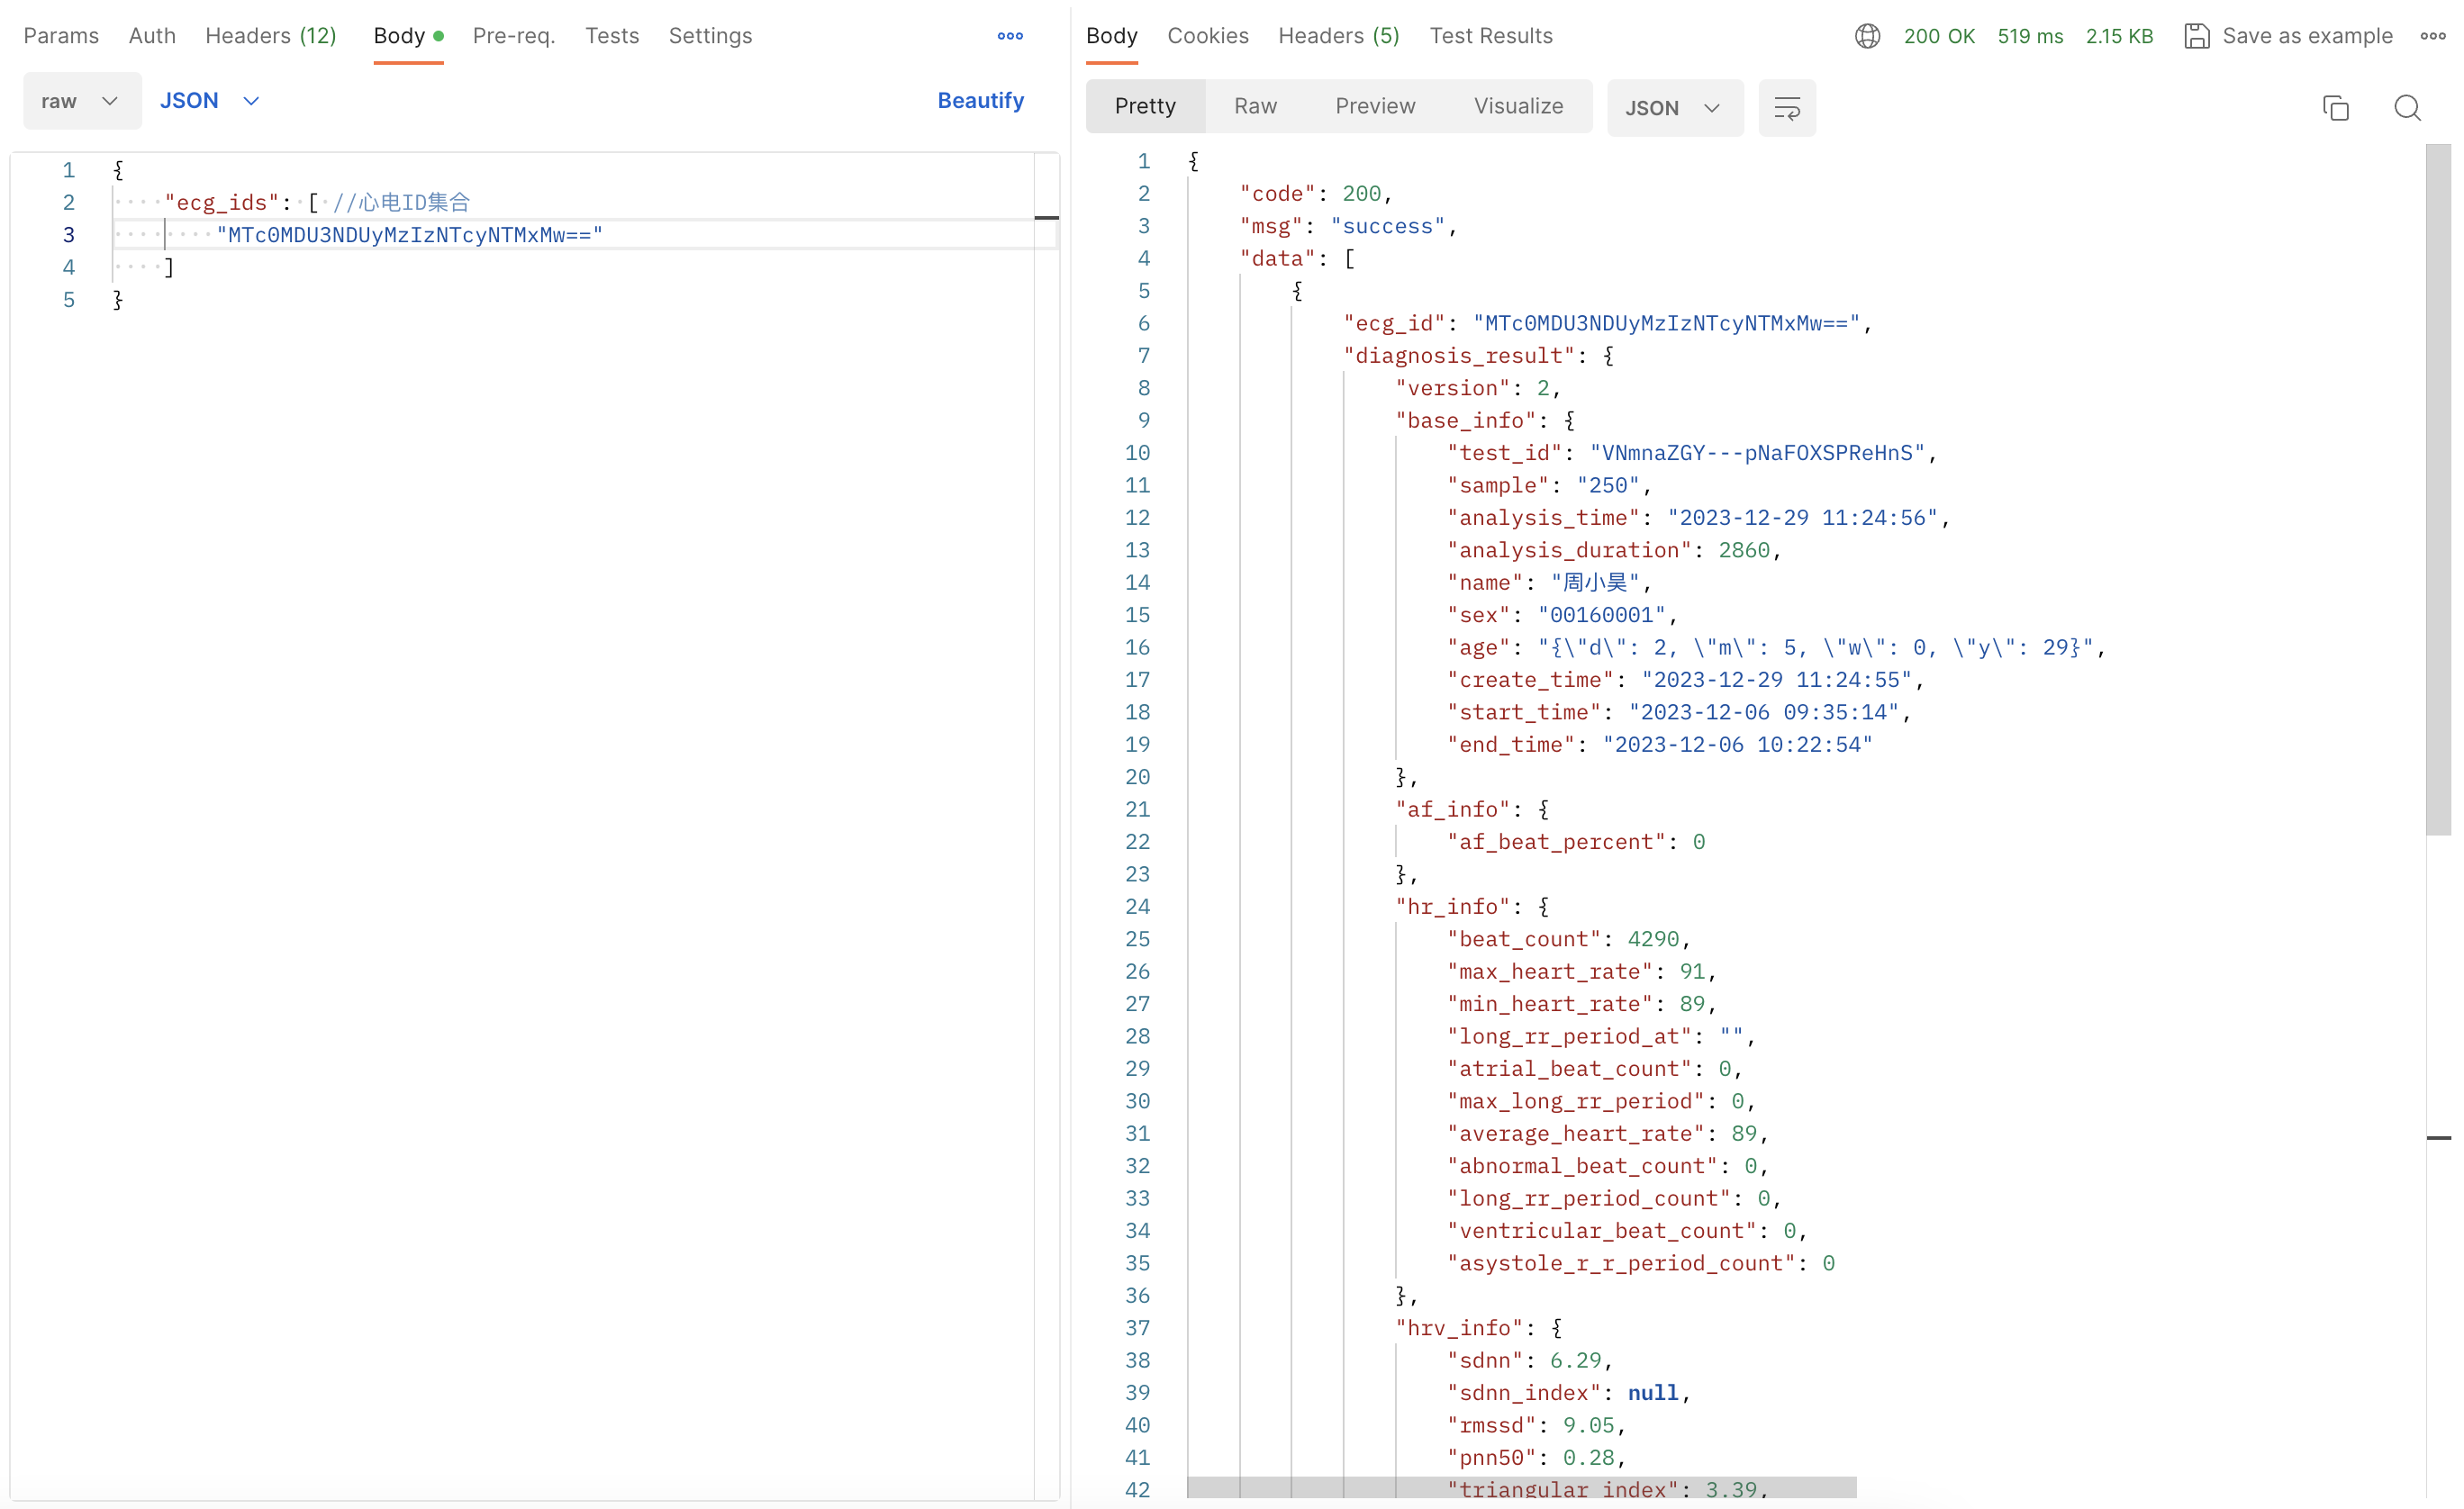 Params Auth Headers (12) Body Pre-req. Tests Settings
raw JSON Beautify
1 {
2 "ecg_ids": [ //心电ID集合
3 "MTc0MDU3NDUyMzIzNTcyNTMxMw=="
4 ]
5 }
Body Cookies Headers (5) Test Results 200 OK 519 ms 2.15 KB Save as example
Pretty Raw Preview Visualize JSON
1 {
2 "code": 200,
3 "msg": "success",
4 "data": [
5 {
6 "ecg_id": "MTc0MDU3NDUyMzIzNTcyNTMxMw==",
7 "diagnosis_result": {
8 "version": 2,
9 "base_info": {
10 "test_id": "VNmnaZGY---pNaFOXSPReHnS",
11 "sample": "250",
12 "analysis_time": "2023-12-29 11:24:56",
13 "analysis_duration": 2860,
14 "name": "周小昊",
15 "sex": "00160001",
16 "age": "{\"d\": 2, \"m\": 5, \"w\": 0, \"y\": 29}",
17 "create_time": "2023-12-29 11:24:55",
18 "start_time": "2023-12-06 09:35:14",
19 "end_time": "2023-12-06 10:22:54"
20 },
21 "af_info": {
22 "af_beat_percent": 0
23 },
24 "hr_info": {
25 "beat_count": 4290,
26 "max_heart_rate": 91,
27 "min_heart_rate": 89,
28 "long_rr_period_at": "",
29 "atrial_beat_count": 0,
30 "max_long_rr_period": 0,
31 "average_heart_rate": 89,
32 "abnormal_beat_count": 0,
33 "long_rr_period_count": 0,
34 "ventricular_beat_count": 0,
35 "asystole_r_r_period_count": 0
36 },
37 "hrv_info": {
38 "sdnn": 6.29,
39 "sdnn_index": null,
40 "rmssd": 9.05,
41 "pnn50": 0.28,
42 "triangular_index": 3.39,